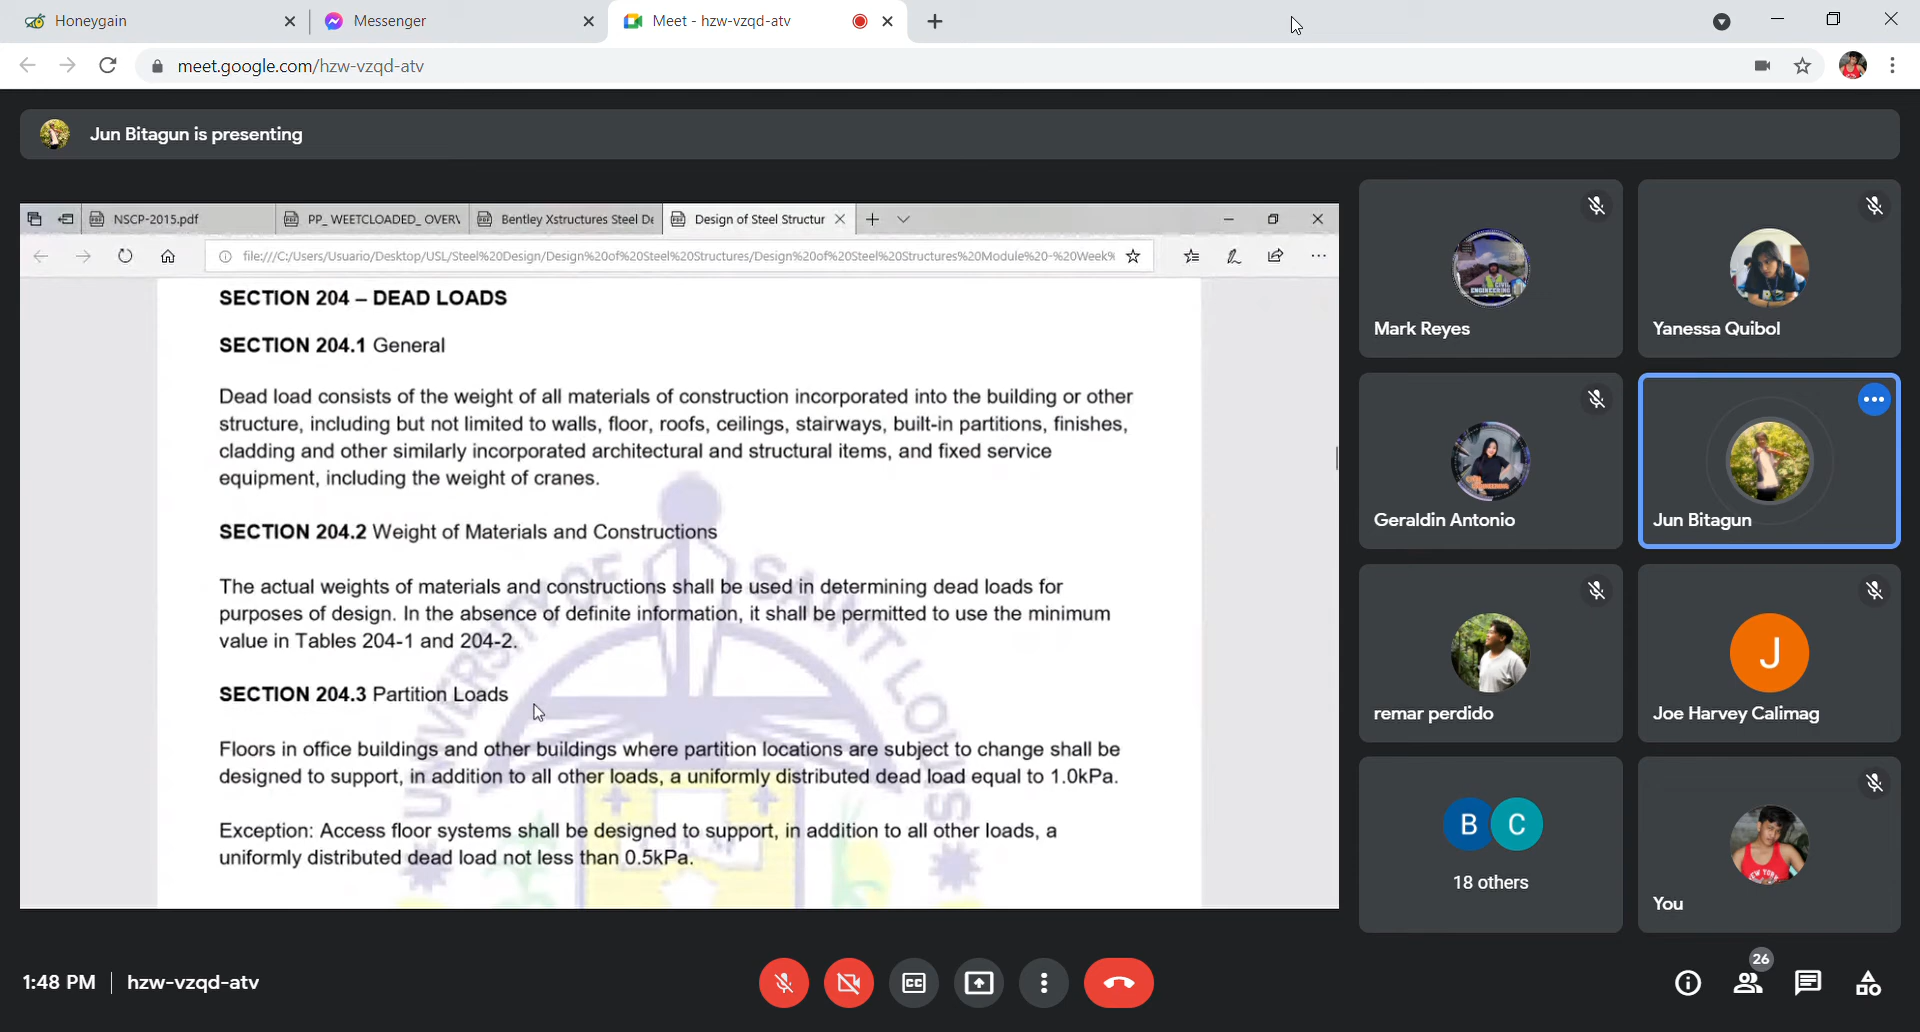 Honeygain
Messenger
Meet - hzw-vzqd-atv
meet.google.com/hzw-vzqd-atv
Jun Bitagun is presenting
NSCP-2015.pdf
PP_ WEETCLOADED_ OVERV
Bentley Xstructures Steel De
Design of Steel Structur
file:///C:/Users/Usuario/Desktop/USL/Steel%20Design/Design%20of%20Steel%20Structures/Design%20of%20Steel%20Structures%20Module%20-%20Week%
SECTION 204 – DEAD LOADS
SECTION 204.1 General
Dead load consists of the weight of all materials of construction incorporated into the building or other
structure, including but not limited to walls, floor, roofs, ceilings, stairways, built-in partitions, finishes,
cladding and other similarly incorporated architectural and structural items, and fixed service
equipment, including the weight of cranes.
SECTION 204.2 Weight of Materials and Constructions
The actual weights of materials and constructions shall be used in determining dead loads for
purposes of design. In the absence of definite information, it shall be permitted to use the minimum
value in Tables 204-1 and 204-2.
SECTION 204.3 Partition Loads
Floors in office buildings and other buildings where partition locations are subject to change shall be
designed to support, in addition to all other loads, a uniformly distributed dead load equal to 1.0kPa.
Exception: Access floor systems shall be designed to support, in addition to all other loads, a
uniformly distributed dead load not less than 0.5kPa.
UNIVERSITY OF SAINT LOUIS
Mark Reyes
Yanessa Quibol
Geraldin Antonio
Jun Bitagun
remar perdido
J
Joe Harvey Calimag
B C
18 others
You
1:48 PM
hzw-vzqd-atv
CC
26